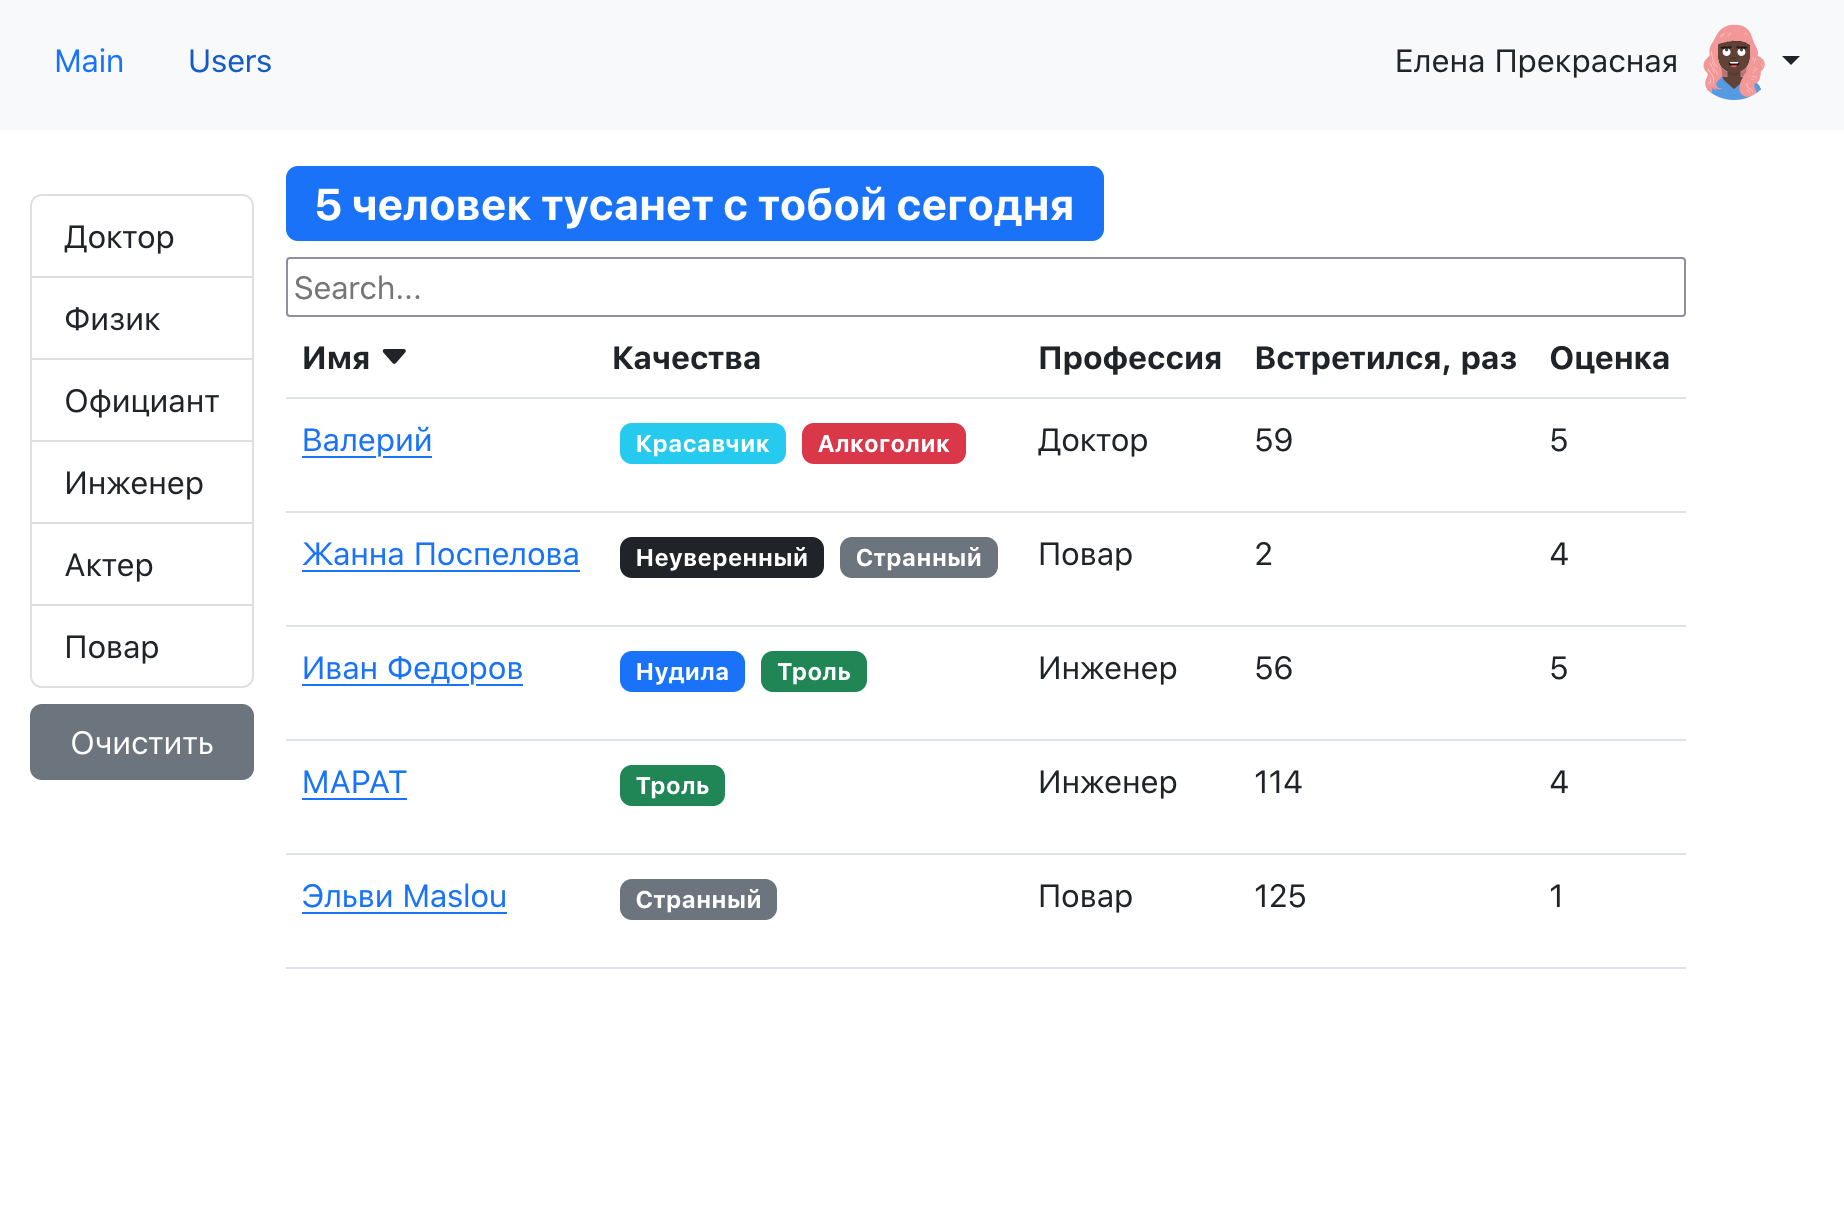 Main Users Елена Прекрасная
5 человек тусанет с тобой сегодня
Search...
Доктор
Физик
Официант
Инженер
Актер
Повар
Очистить
Имя Качества Профессия Встретился, раз Оценка
Валерий Красавчик Алкоголик Доктор 59 5
Жанна Поспелова Неуверенный Странный Повар 2 4
Иван Федоров Нудила Троль Инженер 56 5
МАРАТ Троль Инженер 114 4
Эльви Maslou Странный Повар 125 1